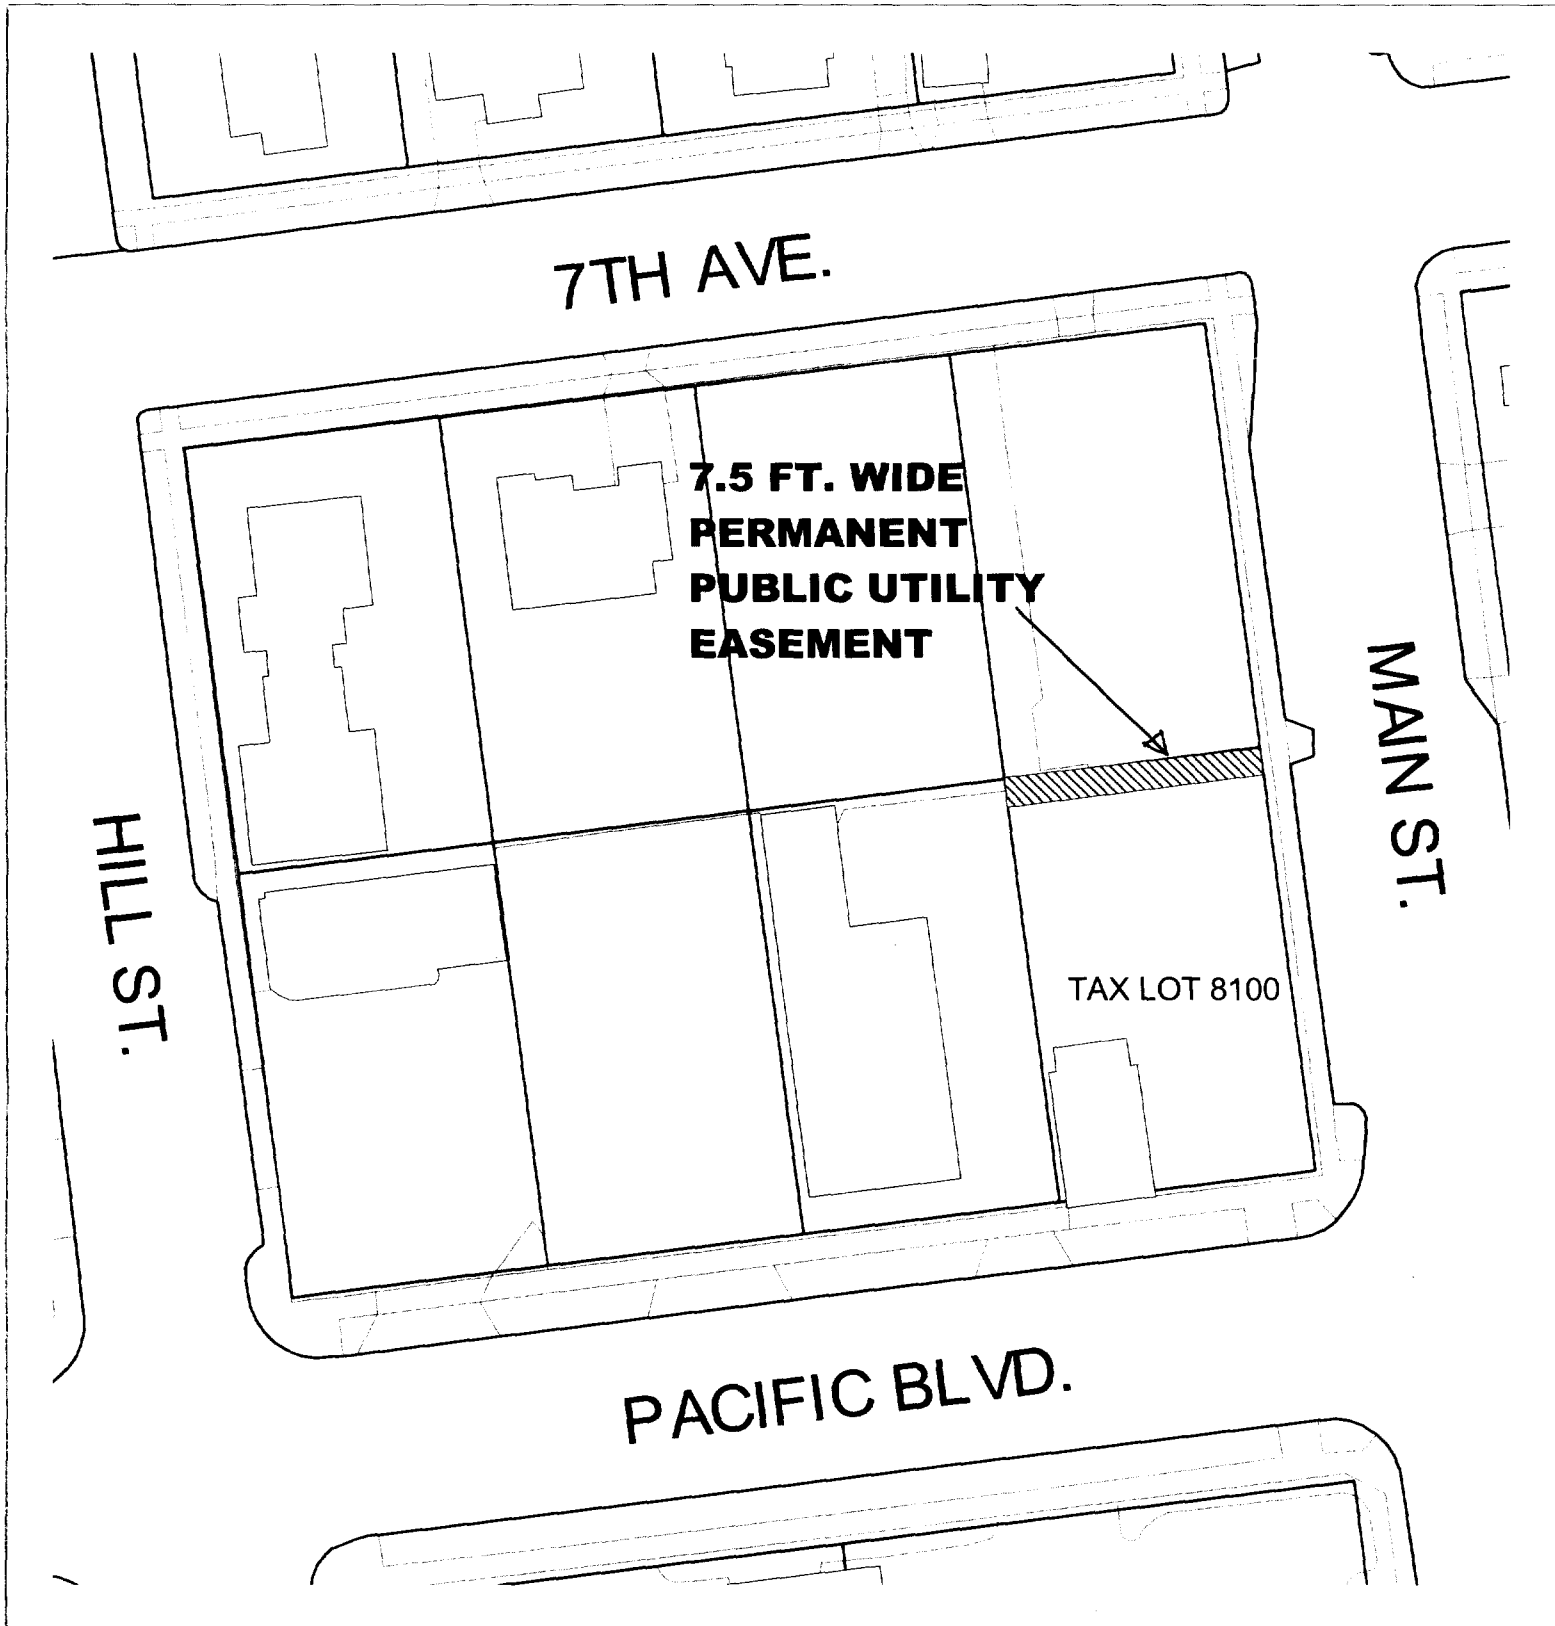 7TH AVE.
7.5 FT. WIDE
PERMANENT
PUBLIC UTILITY
EASEMENT
MAIN ST.
HILL ST.
TAX LOT 8100
PACIFIC BLVD.